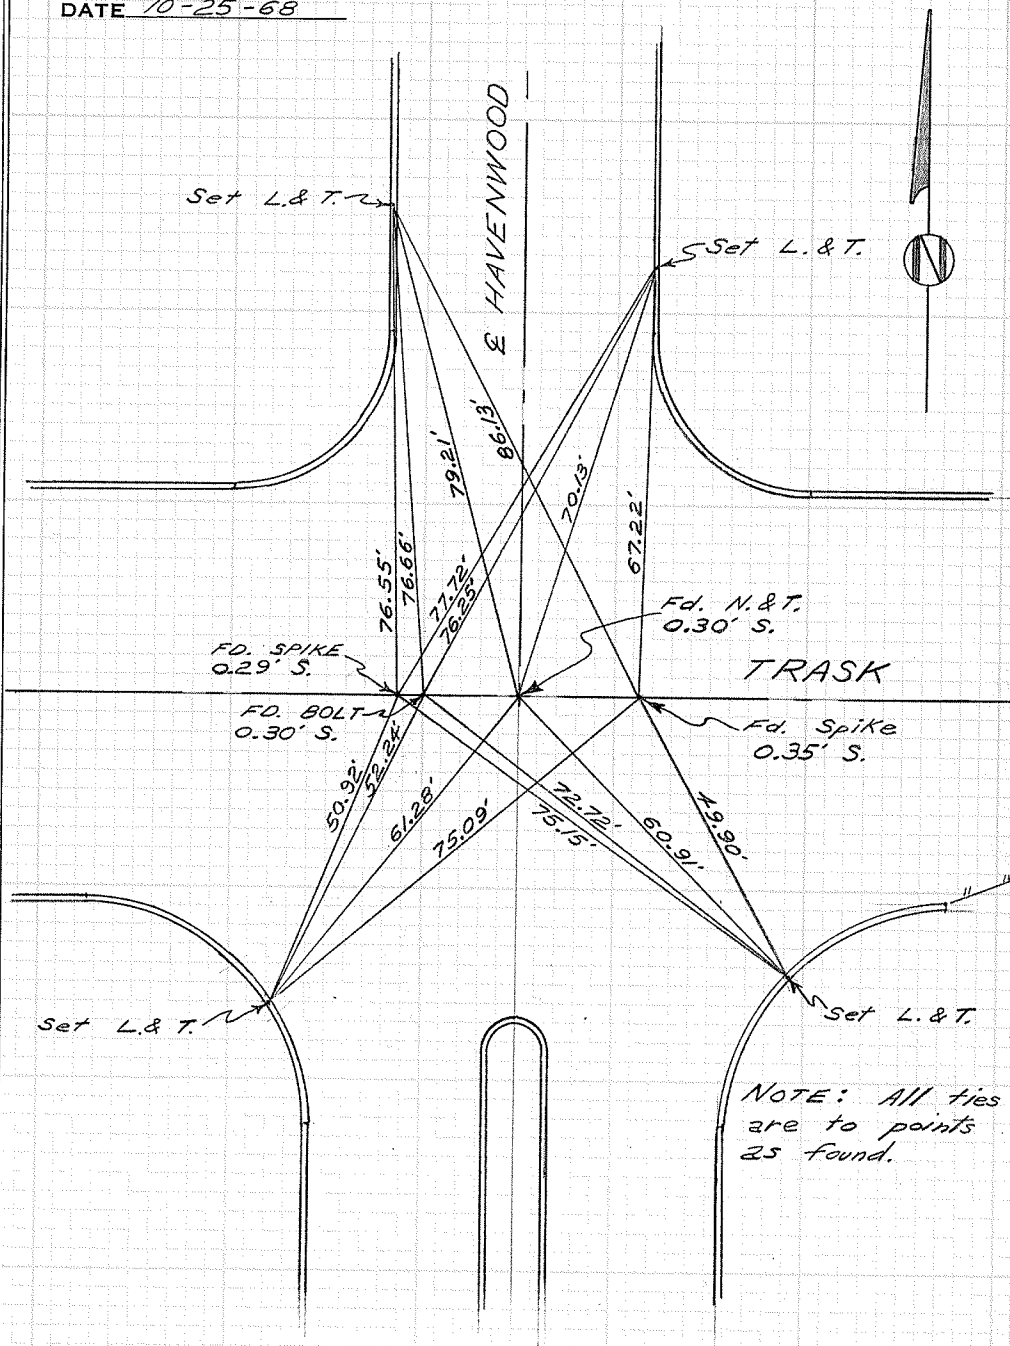 DATE 10-25-68
℄ HAVENWOOD
Set L.& T.
Set L.& T.
N
79.21'
86.13'
70.13'
67.22'
76.55'
76.66'
77.72'
76.25'
Fd. N.& T.
0.30' S.
FD. SPIKE
0.29' S.
TRASK
FD. BOLT
0.30' S.
Fd. Spike
0.35' S.
50.92'
52.24'
61.28'
75.09'
72.72'
75.15'
60.91'
49.90'
Set L.& T.
Set L.& T.
NOTE: All ties
are to points
as found.